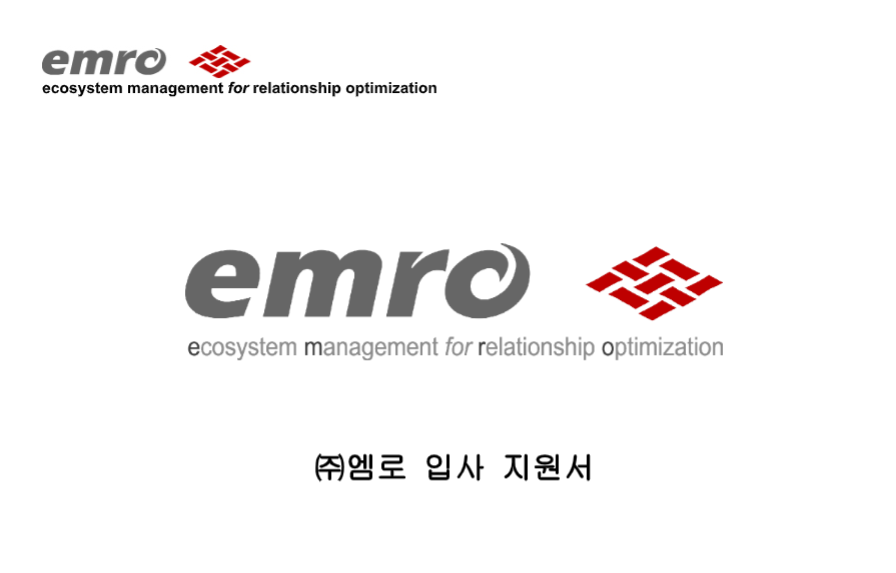 emro
ecosystem management for relationship optimization
emro
ecosystem management for relationship optimization
㈜엠로 입사 지원서